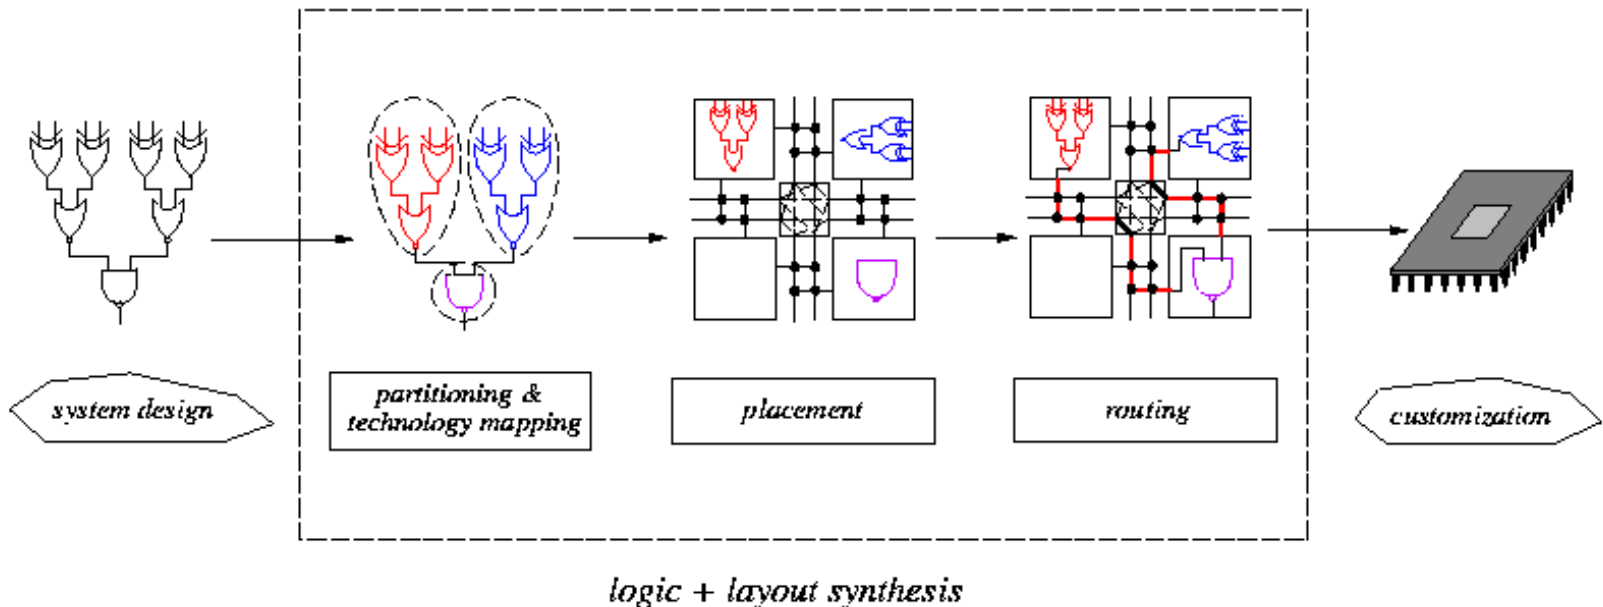 system design
partitioning &
technology mapping
placement
routing
customization
logic + layout synthesis